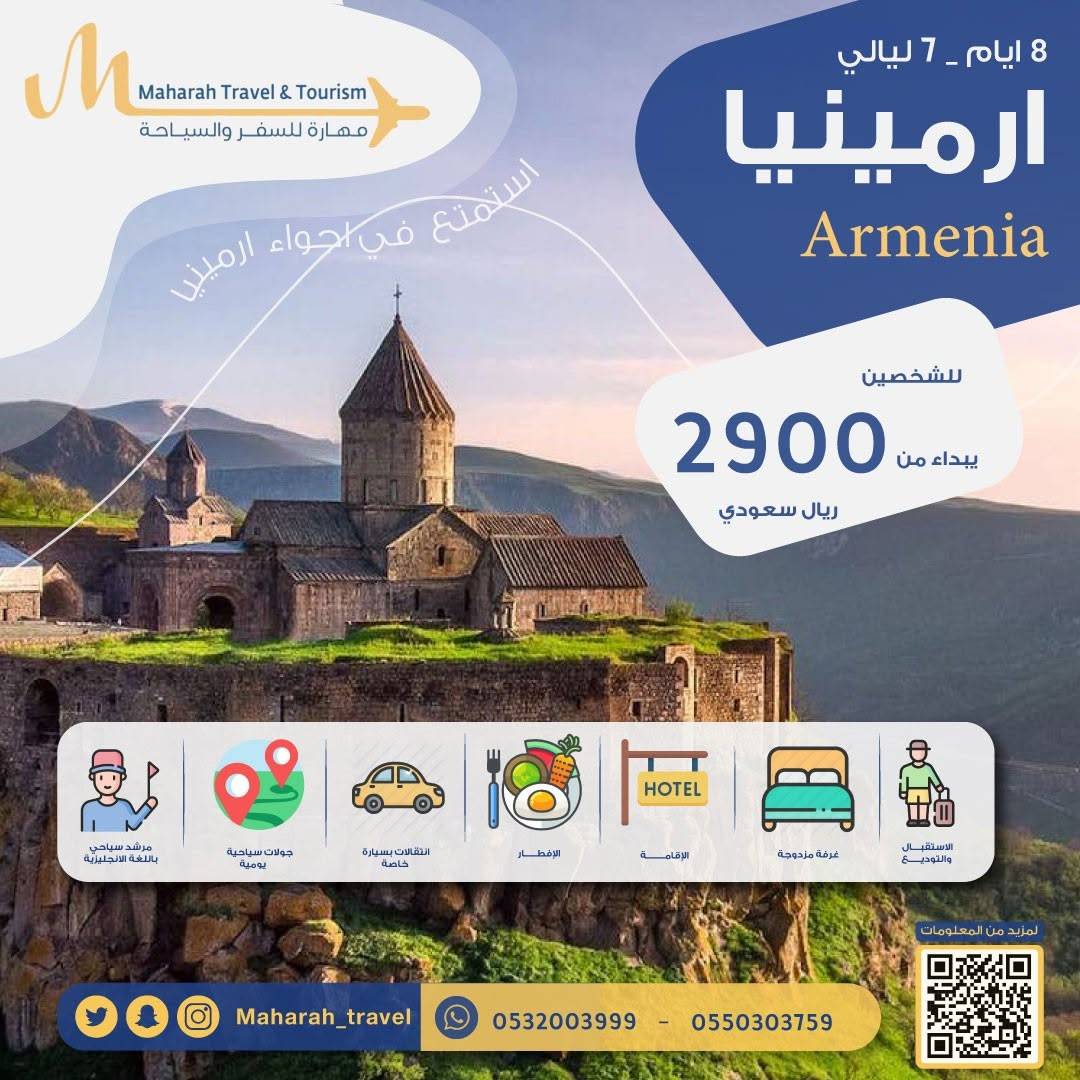 Maharah Travel & Tourism
مهارة للسفر والسياحة
8 ايام _ 7 ليالي
ارمينيا
Armenia
استمتع في احواء ارمينيا
للشخصين
يبداء من 2900
ريال سعودي
الاستقبال
والتوديع
غرفة مزدوجة
الإقامة
HOTEL
الإفطار
انتقالات بسيارة
خاصة
جولات سياحية
يومية
مرشد سياحي
باللغة الانجليزية
لمزيد من المعلومات
Maharah_travel
0532003999 - 0550303759